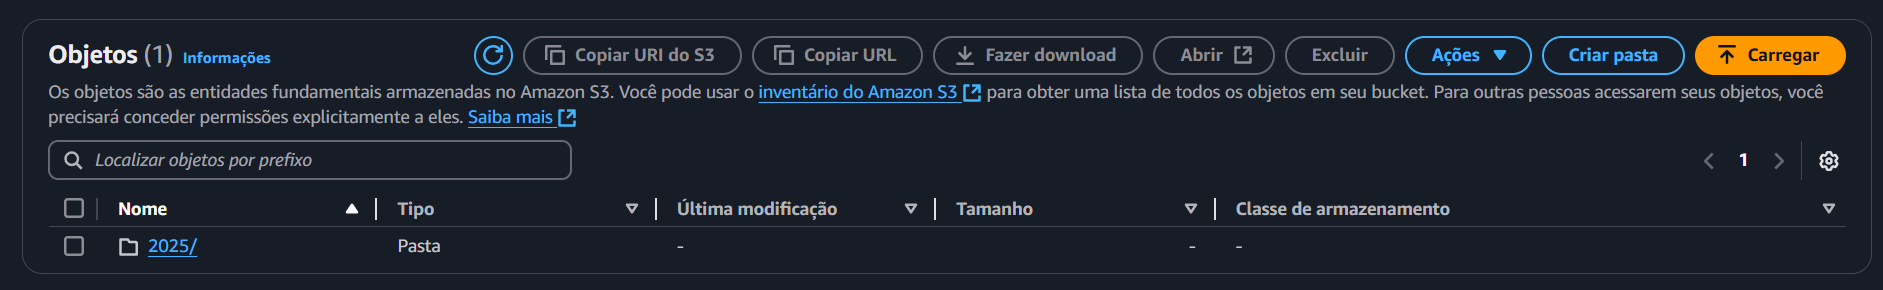 Objetos (1) Informações
Copiar URI do S3
Copiar URL
Fazer download
Abrir
Excluir
Ações
Criar pasta
Carregar
Os objetos são as entidades fundamentais armazenadas no Amazon S3. Você pode usar o inventário do Amazon S3 para obter uma lista de todos os objetos em seu bucket. Para outras pessoas acessarem seus objetos, você
precisará conceder permissões explicitamente a eles. Saiba mais
Localizar objetos por prefixo
1
Nome Tipo Última modificação Tamanho Classe de armazenamento
2025/ Pasta - - -